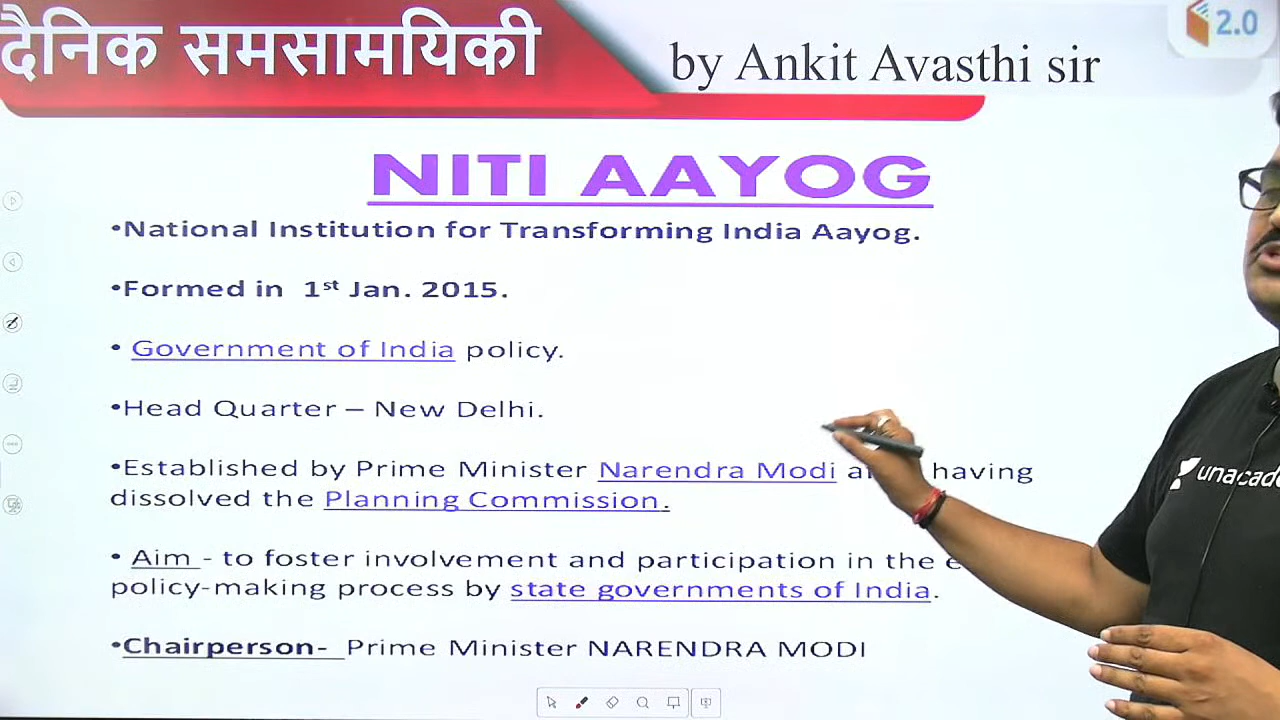 दैनिक समसामयिकी
by Ankit Avasthi sir
2.0
NITI AAYOG
•National Institution for Transforming India Aayog.
•Formed in 1st Jan. 2015.
• Government of India policy.
•Head Quarter – New Delhi.
•Established by Prime Minister Narendra Modi having
dissolved the Planning Commission.
• Aim - to foster involvement and participation in the
policy-making process by state governments of India.
•Chairperson- Prime Minister NARENDRA MODI